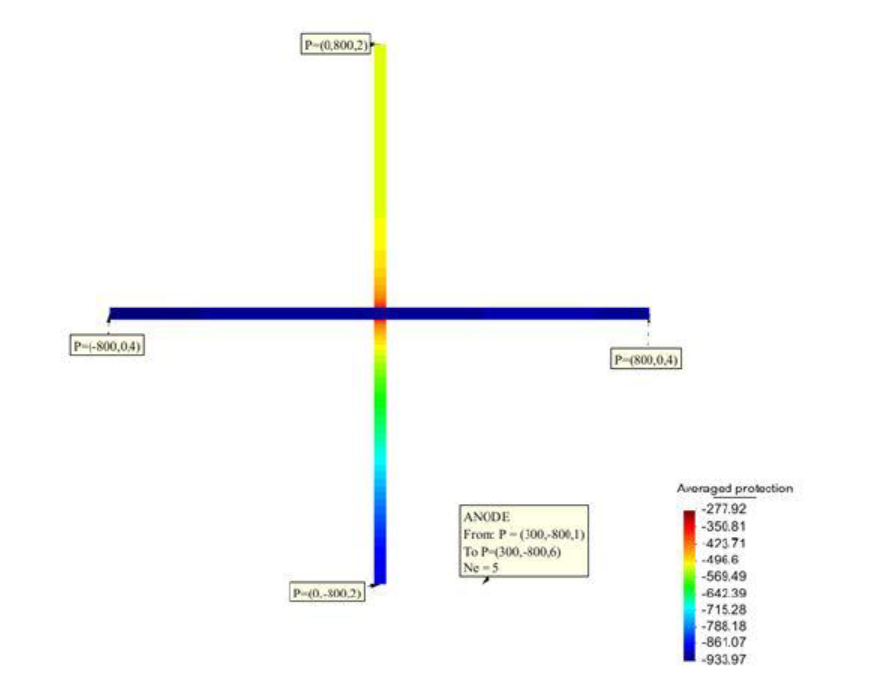 P=(0,800,2)
P=(-800,0,4)
P=(800,0,4)
ANODE
From: P = (300,-800,1)
To P=(300,-800,6)
Ne = 5
P=(0,-800,2)
Averaged protection
-277.92
-350.81
-423.71
-496.6
-569.49
-642.39
-715.28
-788.18
-861.07
-933.97